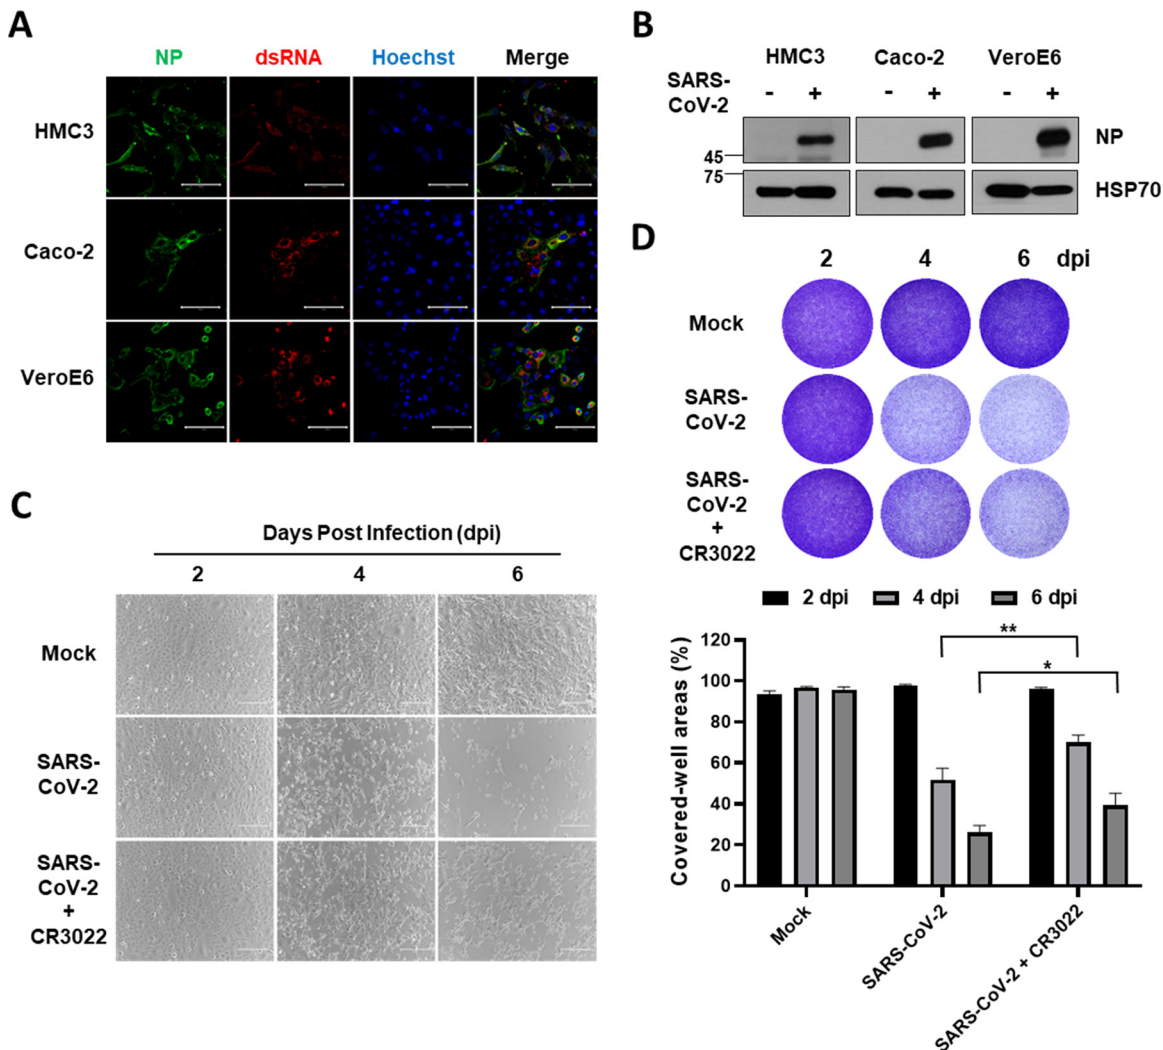 A
NP dsRNA Hoechst Merge
HMC3
Caco-2
VeroE6
B
HMC3 Caco-2 VeroE6
SARS-
CoV-2
- + - + - +
NP
45
75
HSP70
C
Days Post Infection (dpi)
2 4 6
Mock
SARS-
CoV-2
SARS-
CoV-2
+
CR3022
D
2 4 6 dpi
Mock
SARS-
CoV-2
SARS-
CoV-2
+
CR3022
2 dpi 4 dpi 6 dpi
Covered-well areas (%)
120
100
80
60
40
20
0
**
*
Mock
SARS-CoV-2
SARS-CoV-2 + CR3022